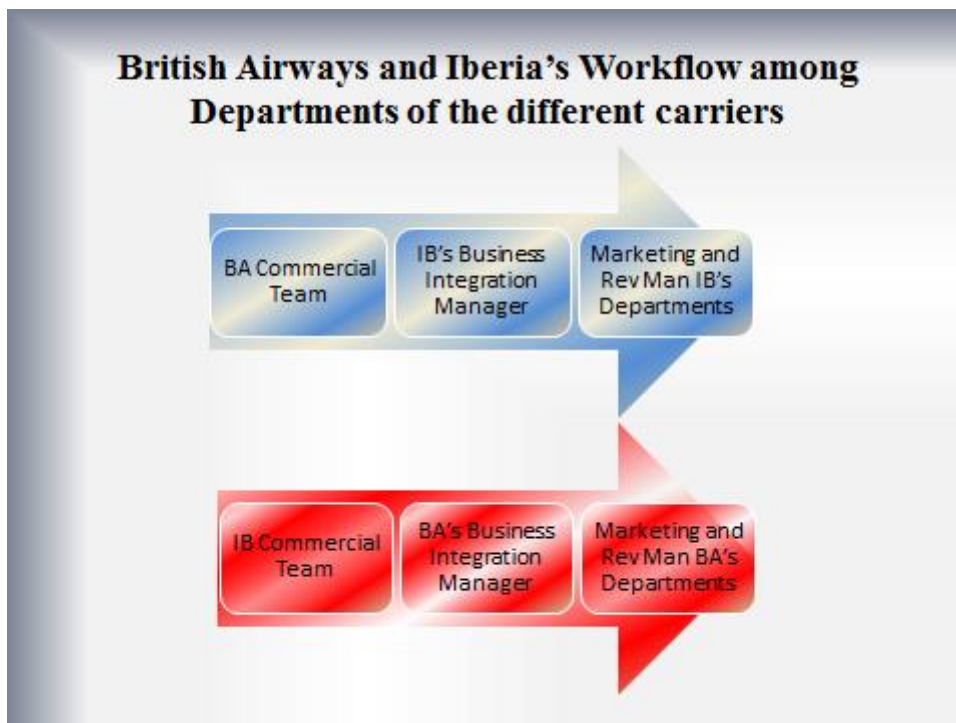 British Airways and Iberia’s Workflow among
Departments of the different carriers
BA Commercial
Team
IB’s Business
Integration
Manager
Marketing and
Rev Man IB’s
Departments
IB Commercial
Team
BA’s Business
Integration
Manager
Marketing and
Rev Man BA’s
Departments